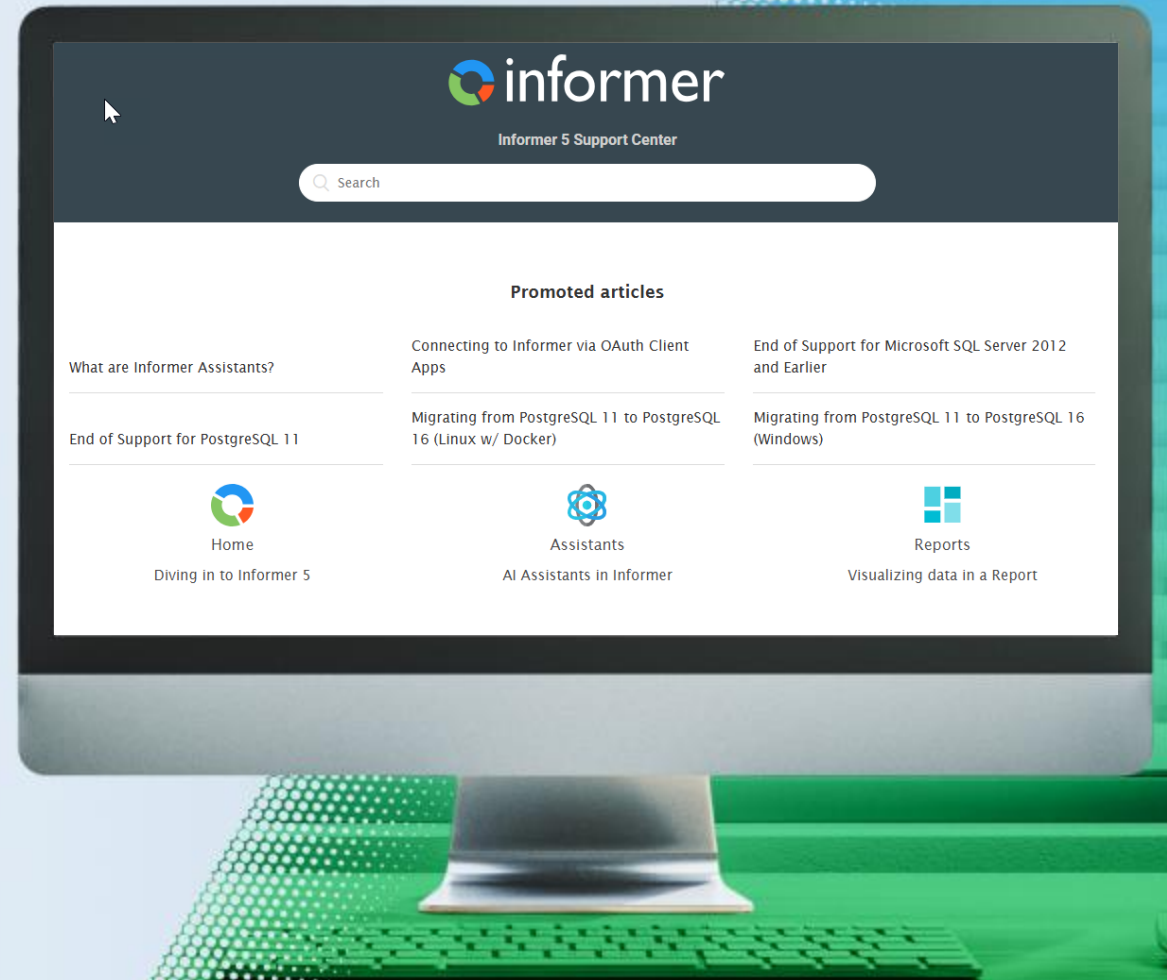 informer
Informer 5 Support Center
Search
Promoted articles
What are Informer Assistants?
Connecting to Informer via OAuth Client
Apps
End of Support for Microsoft SQL Server 2012
and Earlier
End of Support for PostgreSQL 11
Migrating from PostgreSQL 11 to PostgreSQL
16 (Linux w/ Docker)
Migrating from PostgreSQL 11 to PostgreSQL 16
(Windows)
Home
Diving in to Informer 5
Assistants
AI Assistants in Informer
Reports
Visualizing data in a Report